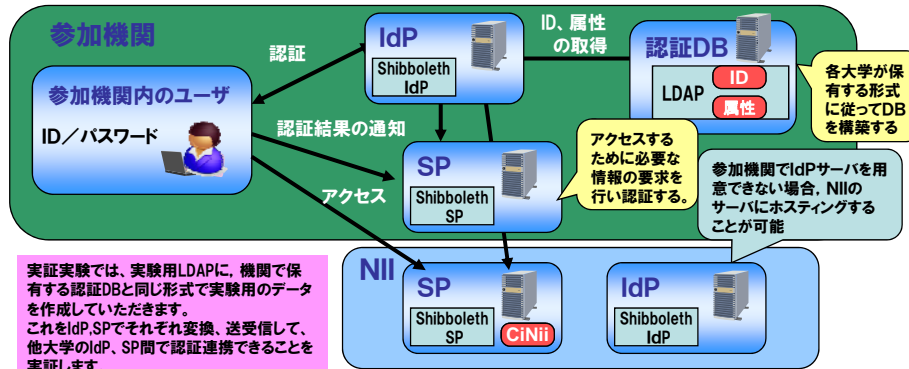 参加機関
参加機関内のユーザ
ID／パスワード
認証
認証結果の通知
アクセス
IdP
Shibboleth
IdP
ID、属性
の取得
認証DB
LDAP
ID
属性
各大学が保
有する形式
に従ってDB
を構築する
SP
Shibboleth
SP
アクセスする
ために必要な
情報の要求を
行い認証する。
参加機関でIdPサーバを用
意できない場合，NIIの
サーバにホスティングする
ことが可能
NII
SP
Shibboleth
SP
CiNii
IdP
Shibboleth
IdP
実証実験では、実験用LDAPに，機関で保
有する認証DBと同じ形式で実験用のデータ
を作成していただきます。
これをIdP,SPでそれぞれ変換、送受信して、
他大学のIdP、SP間で認証連携できることを
実証します